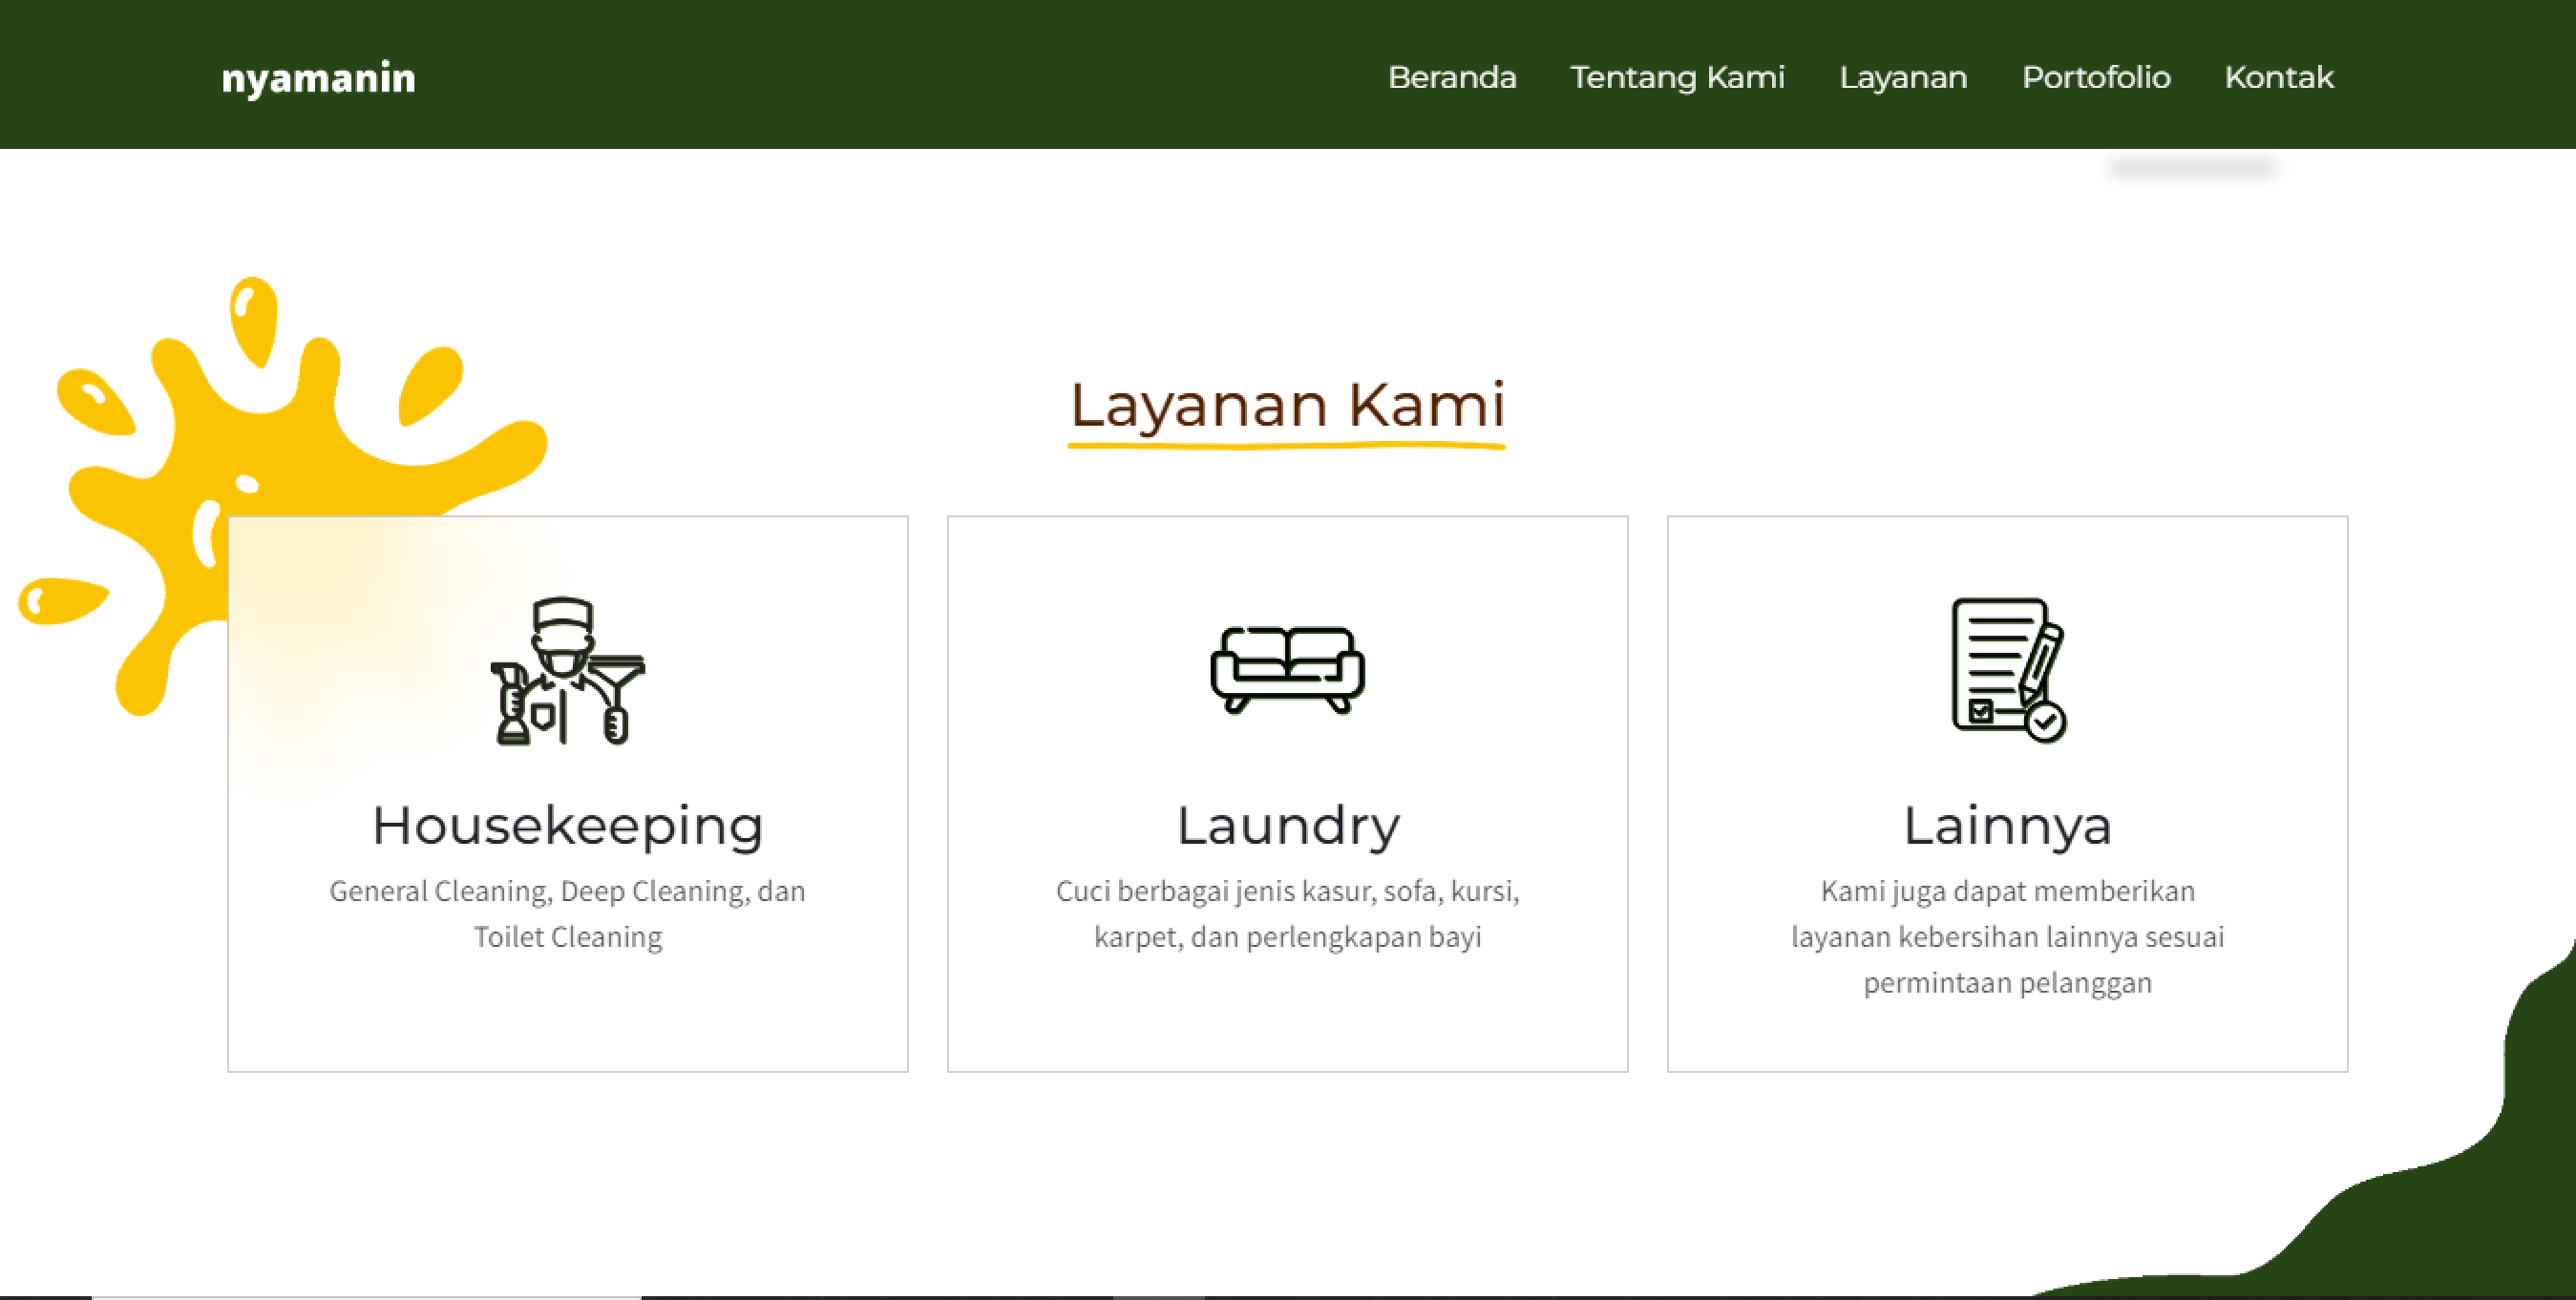 nyamanin
Beranda Tentang Kami Layanan Portofolio Kontak
Layanan Kami
Housekeeping
General Cleaning, Deep Cleaning, dan
Toilet Cleaning
Laundry
Cuci berbagai jenis kasur, sofa, kursi,
karpet, dan perlengkapan bayi
Lainnya
Kami juga dapat memberikan
layanan kebersihan lainnya sesuai
permintaan pelanggan